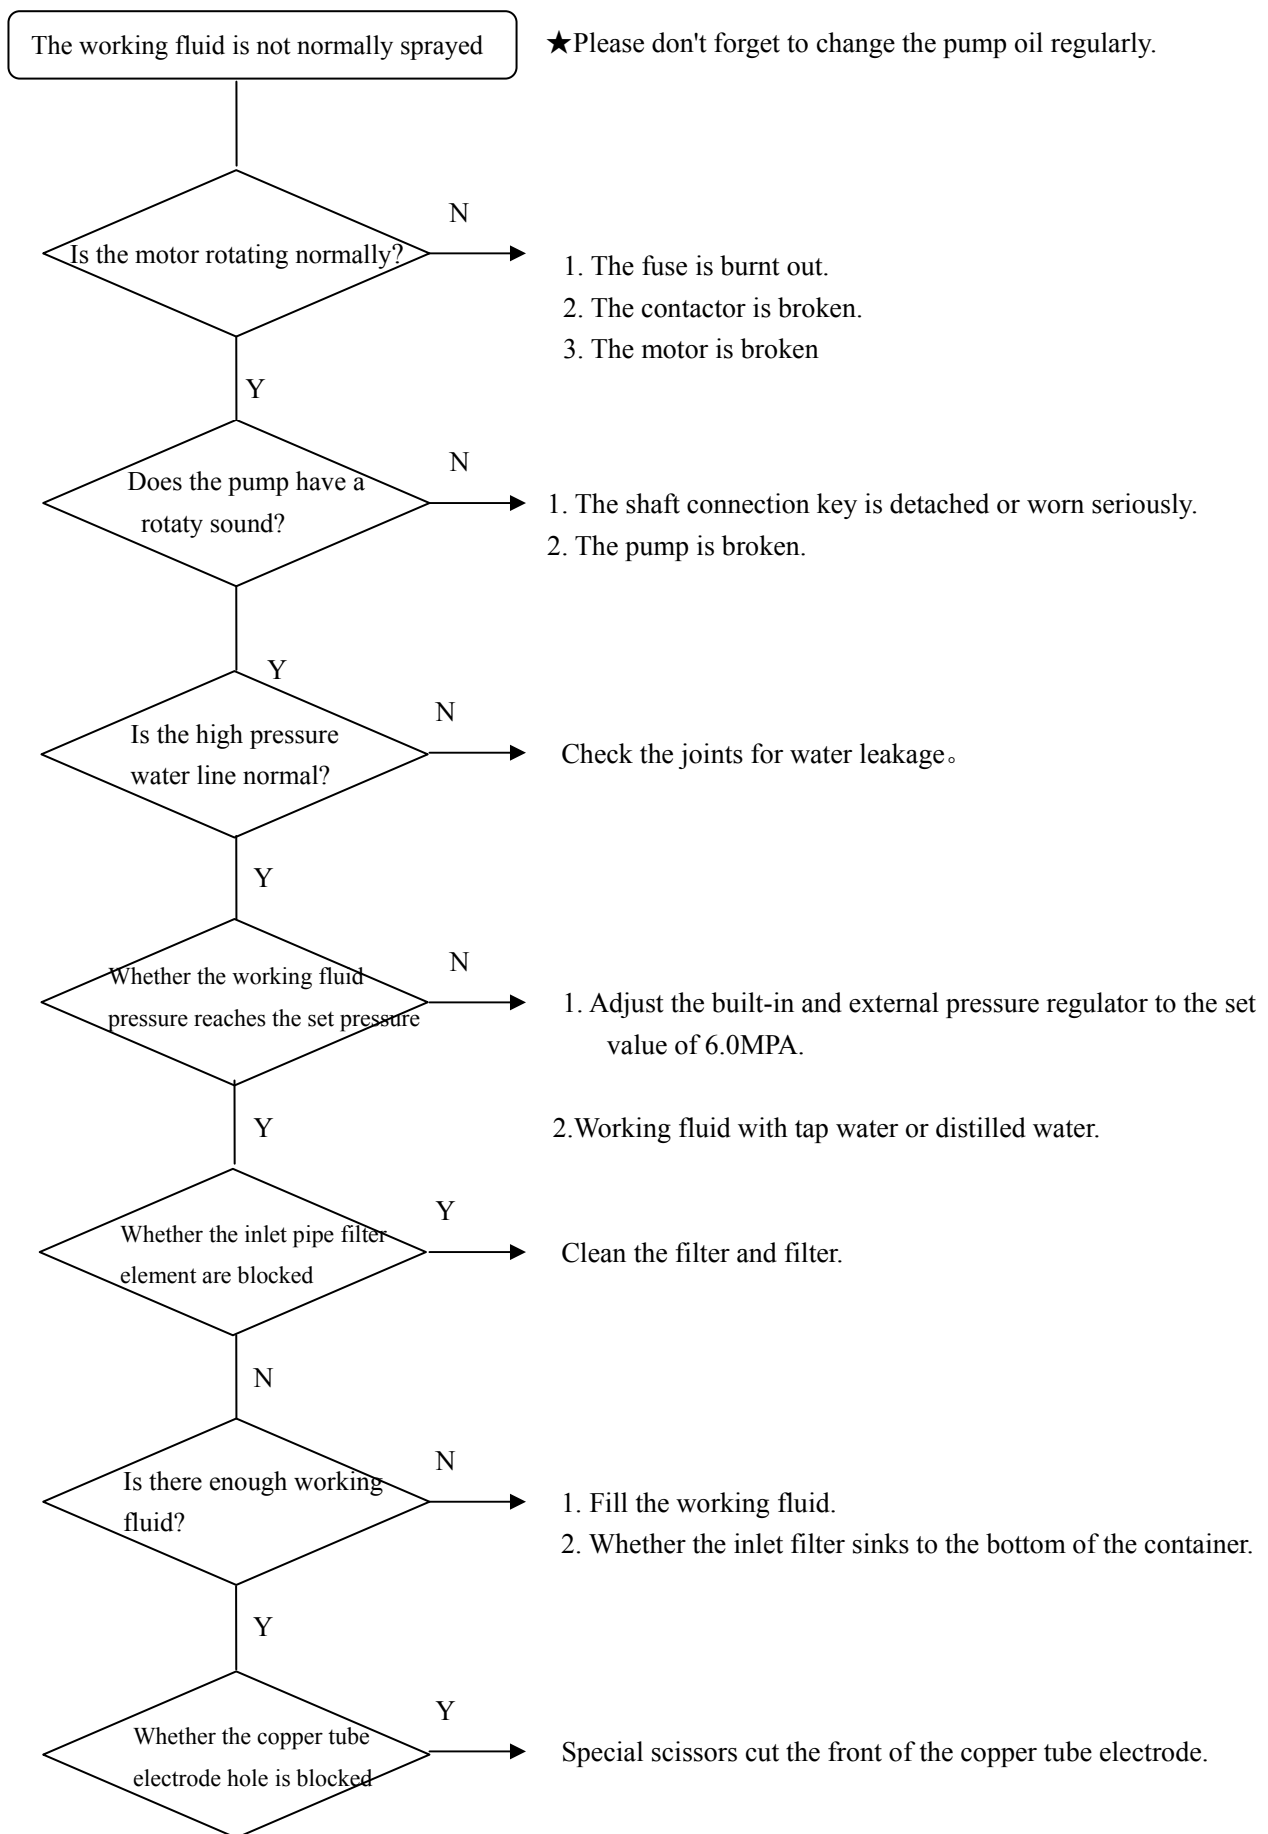 The working fluid is not normally sprayed
★Please don't forget to change the pump oil regularly.
N
Is the motor rotating normally?
1. The fuse is burnt out.
2. The contactor is broken.
3. The motor is broken
Y
N
Does the pump have a
rotaty sound?
1. The shaft connection key is detached or worn seriously.
2. The pump is broken.
Y
N
Is the high pressure
water line normal?
Check the joints for water leakage。
Y
N
Whether the working fluid
pressure reaches the set pressure
1. Adjust the built-in and external pressure regulator to the set
value of 6.0MPA.
2.Working fluid with tap water or distilled water.
Y
Y
Whether the inlet pipe filter
element are blocked
Clean the filter and filter.
N
N
Is there enough working
fluid?
1. Fill the working fluid.
2. Whether the inlet filter sinks to the bottom of the container.
Y
Y
Whether the copper tube
electrode hole is blocked
Special scissors cut the front of the copper tube electrode.